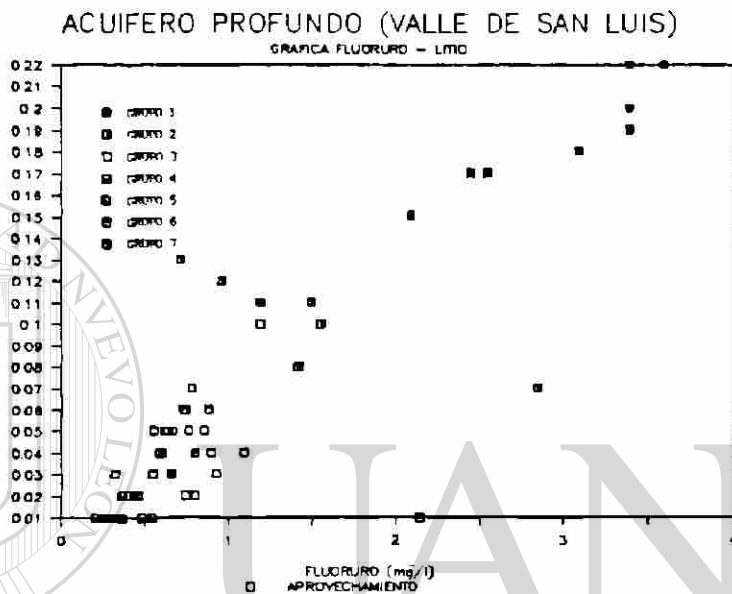 ACUIFERO PROFUNDO (VALLE DE SAN LUIS)
GRAFICA FLUORURO - LITIO
0.22
0.21
0.2
0.19
0.18
0.17
0.16
0.15
0.14
0.13
0.12
0.11
0.1
0.09
0.08
0.07
0.06
0.05
0.04
0.03
0.02
0.01
GRUPO 1
GRUPO 2
GRUPO 3
GRUPO 4
GRUPO 5
GRUPO 6
GRUPO 7
0 1 2 3 4
FLUORURO (mg/l)
APROVECHAMIENTO
UAN
NUEVO LEON